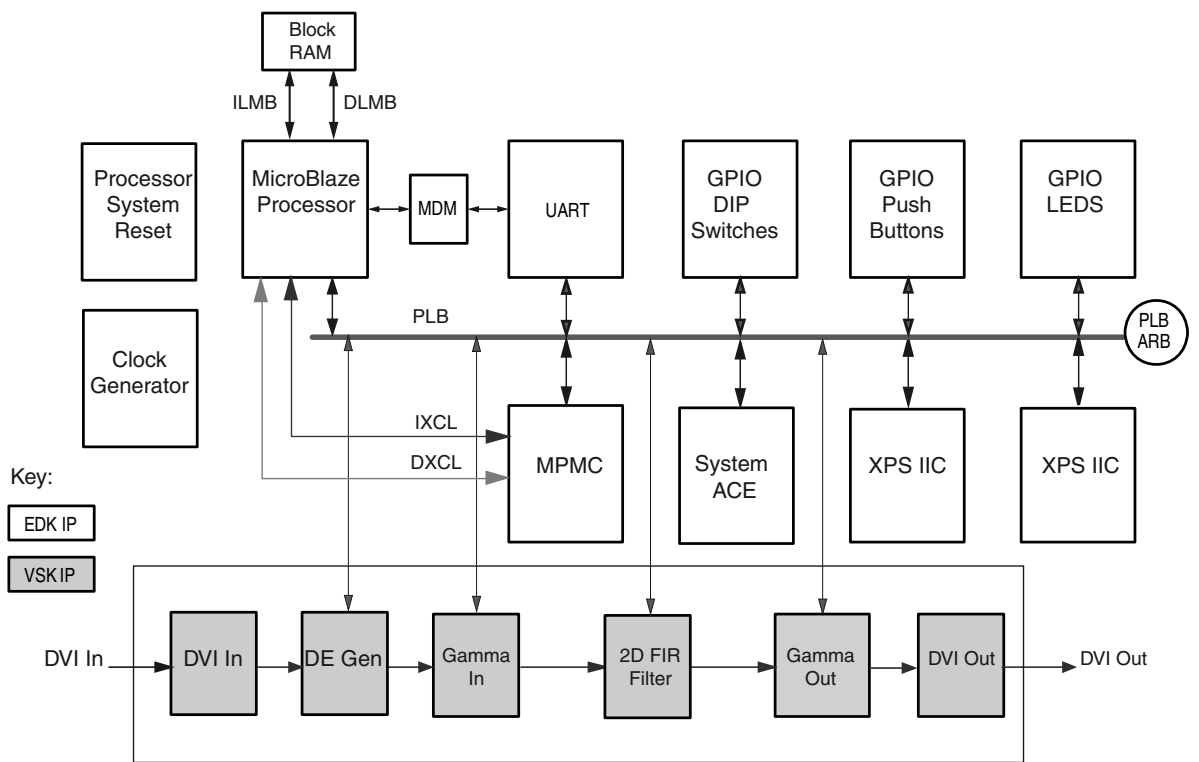 Block
RAM
ILMB
DLMB
Processor
System
Reset
MicroBlaze
Processor
MDM
UART
GPIO
DIP
Switches
GPIO
Push
Buttons
GPIO
LEDS
PLB
PLB
ARB
Clock
Generator
IXCL
DXCL
MPMC
System
ACE
XPS IIC
XPS IIC
Key:
EDK IP
VSK IP
DVI In
DVI In
DE Gen
Gamma
In
2D FIR
Filter
Gamma
Out
DVI Out
DVI Out